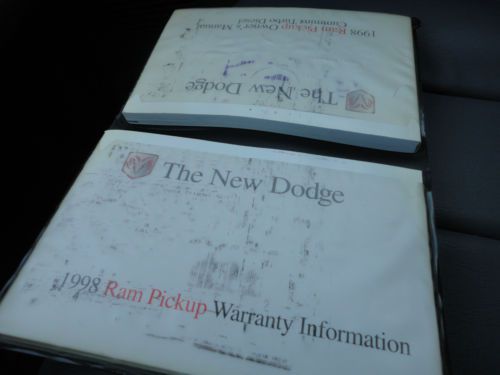 1998 Ram Pickup Owner's Manual
Cummins Turbo Diesel
The New Dodge
The New Dodge
1998 Ram Pickup Warranty Information